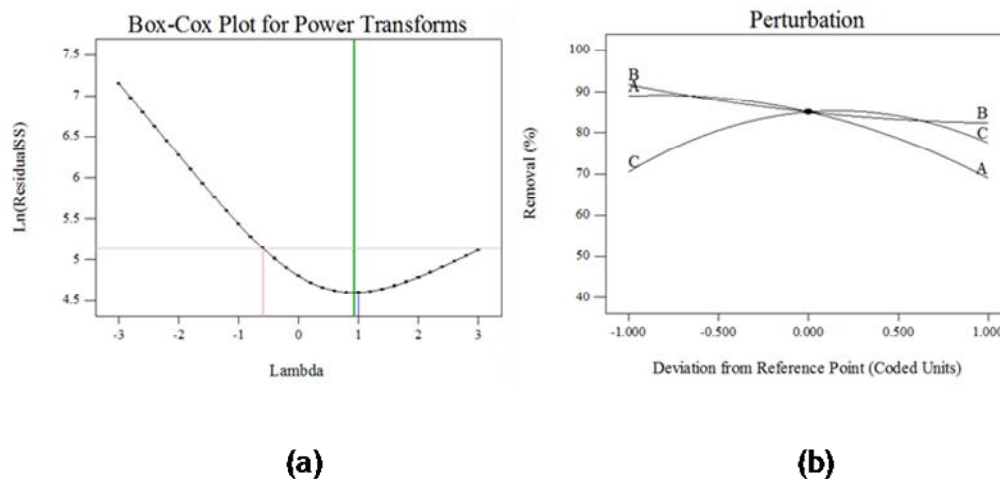 Box-Cox Plot for Power Transforms
Ln(ResidualSS)
7.5
7
6.5
6
5.5
5
4.5
-3
-2
-1
0
1
2
3
Lambda
(a)
Perturbation
Removal (%)
100
90
80
70
60
50
40
B
A
C
B
C
A
-1.000
-0.500
0.000
0.500
1.000
Deviation from Reference Point (Coded Units)
(b)